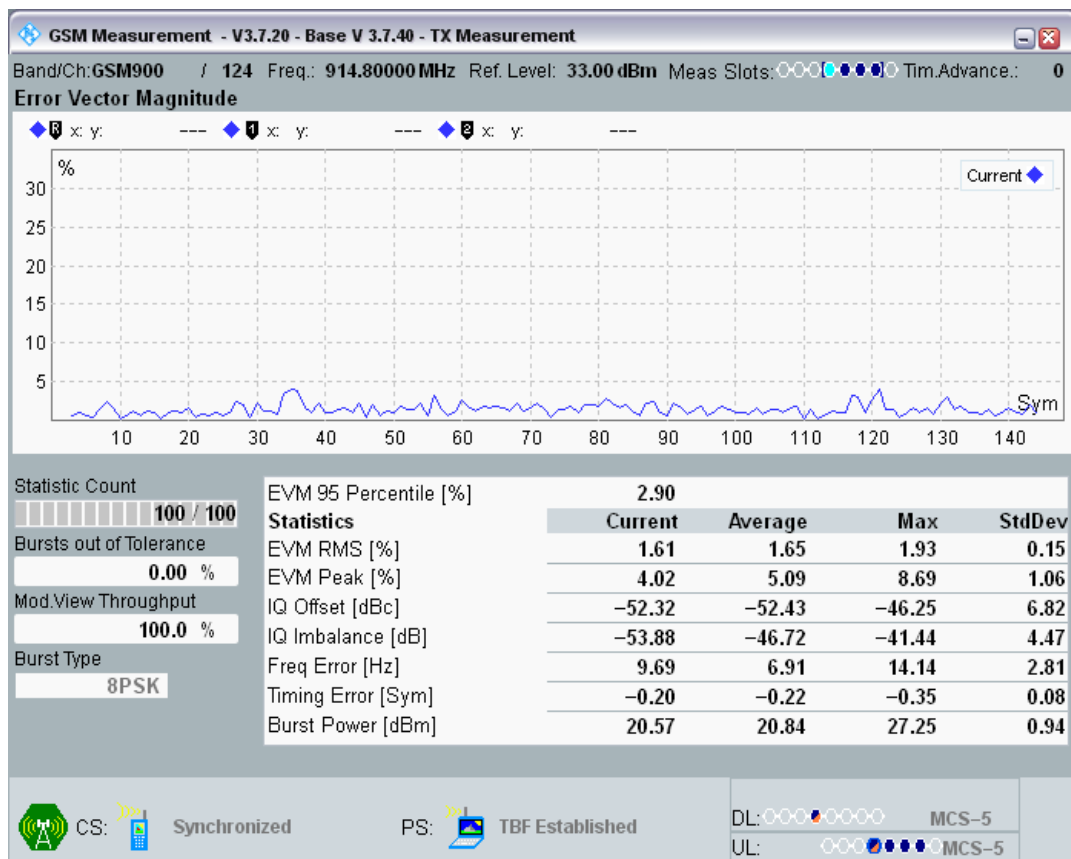 GSM Measurement - V3.7.20 - Base V 3.7.40 - TX Measurement
Band/Ch:GSM900 / 124 Freq.: 914.80000 MHz Ref. Level: 33.00 dBm Meas Slots: Tim.Advance.: 0
Error Vector Magnitude
R x: y: --- 1 x: y: --- 2 x: y: ---
%
Current
30
25
20
15
10
5
Sym
10 20 30 40 50 60 70 80 90 100 110 120 130 140
Statistic Count
100 / 100
Bursts out of Tolerance
0.00 %
Mod.View Throughput
100.0 %
Burst Type
8PSK
EVM 95 Percentile [%] 2.90
Statistics Current Average Max StdDev
EVM RMS [%] 1.61 1.65 1.93 0.15
EVM Peak [%] 4.02 5.09 8.69 1.06
IQ Offset [dBc] −52.32 −52.43 −46.25 6.82
IQ Imbalance [dB] −53.88 −46.72 −41.44 4.47
Freq Error [Hz] 9.69 6.91 14.14 2.81
Timing Error [Sym] −0.20 −0.22 −0.35 0.08
Burst Power [dBm] 20.57 20.84 27.25 0.94
CS: Synchronized PS: TBF Established
DL: MCS−5
UL: MCS−5